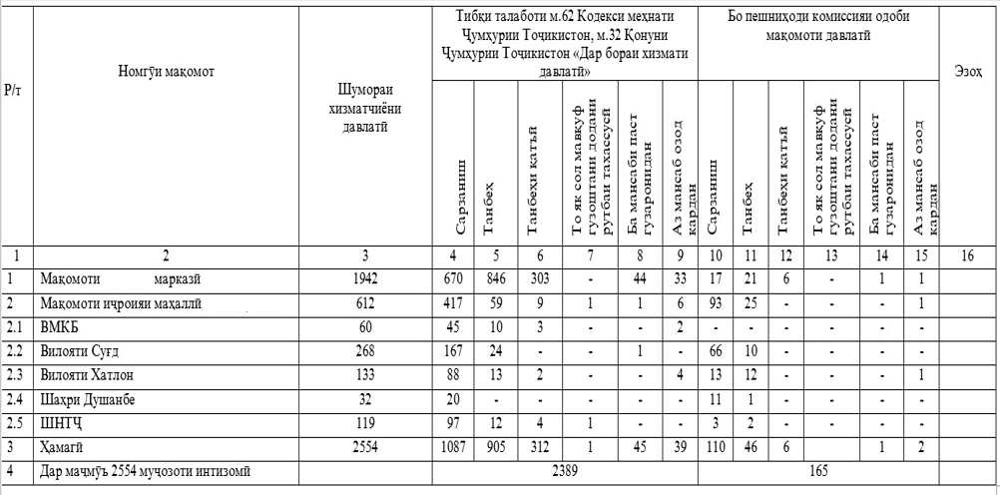 Р/т
Номгӯи мақомот
Шумораи
хизматчиёни
давлатӣ
Тибқи талаботи м.62 Кодекси меҳнати
Ҷумҳурии Тоҷикистон, м.32 Қонуни
Ҷумҳурии Тоҷикистон «Дар бораи хизмати
давлатӣ»
Бо пешниҳоди комиссияи одоби
мақомоти давлатӣ
Эзоҳ
Сарзаниш
Танбеҳ
Танбеҳи қатъӣ
То як сол мавкуф
гузоштани додани
рутбаи тахассусӣ
Ба мансаби паст
гузаронидан
Аз мансаб озод
кардан
Сарзаниш
Танбеҳ
Танбеҳи қатъӣ
То як сол мавкуф
гузоштани додани
рутбаи тахассусӣ
Ба мансаби паст
гузаронидан
Аз мансаб озод
кардан
1 2 3 4 5 6 7 8 9 10 11 12 13 14 15 16
1 Мақомоти марказӣ 1942 670 846 303 - 44 33 17 21 6 - 1 1
2 Мақомоти иҷроияи маҳаллӣ 612 417 59 9 1 1 6 93 25 - - - 1
2.1 ВМКБ 60 45 10 3 - - 2 - - - - - -
2.2 Вилояти Суғд 268 167 24 - - 1 - 66 10 - - - -
2.3 Вилояти Хатлон 133 88 13 2 - - 4 13 12 - - - 1
2.4 Шаҳри Душанбе 32 20 - - - - - 11 1 - - - -
2.5 ШНТҶ 119 97 12 4 1 - - 3 2 - - - -
3 Ҳамагӣ 2554 1087 905 312 1 45 39 110 46 6 1 2
4 Дар маҷмӯъ 2554 муҷозоти интизомӣ 2389 165